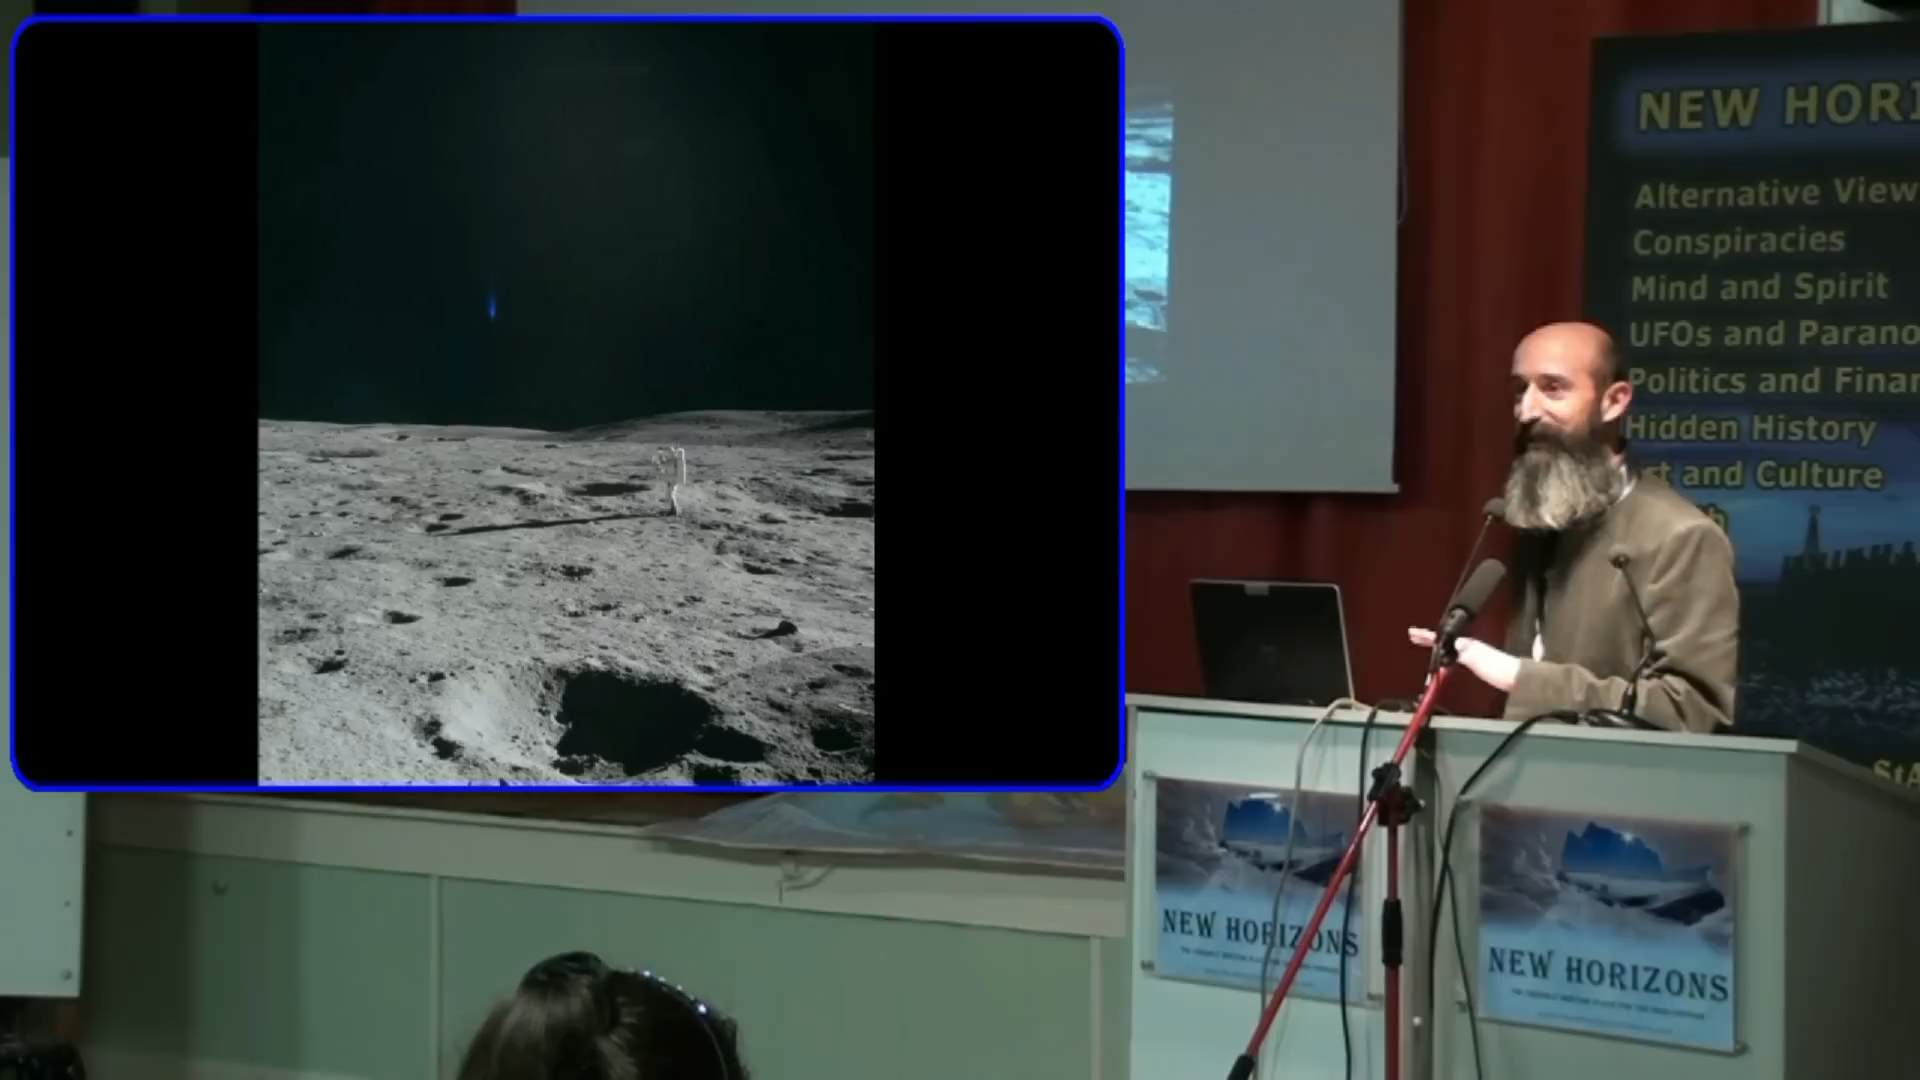 NEW HORI
Alternative View
Conspiracies
Mind and Spirit
UFOs and Parano
Politics and Finan
Hidden History
rt and Culture
h
StA
NEW HORIZONS
NEW HORIZONS